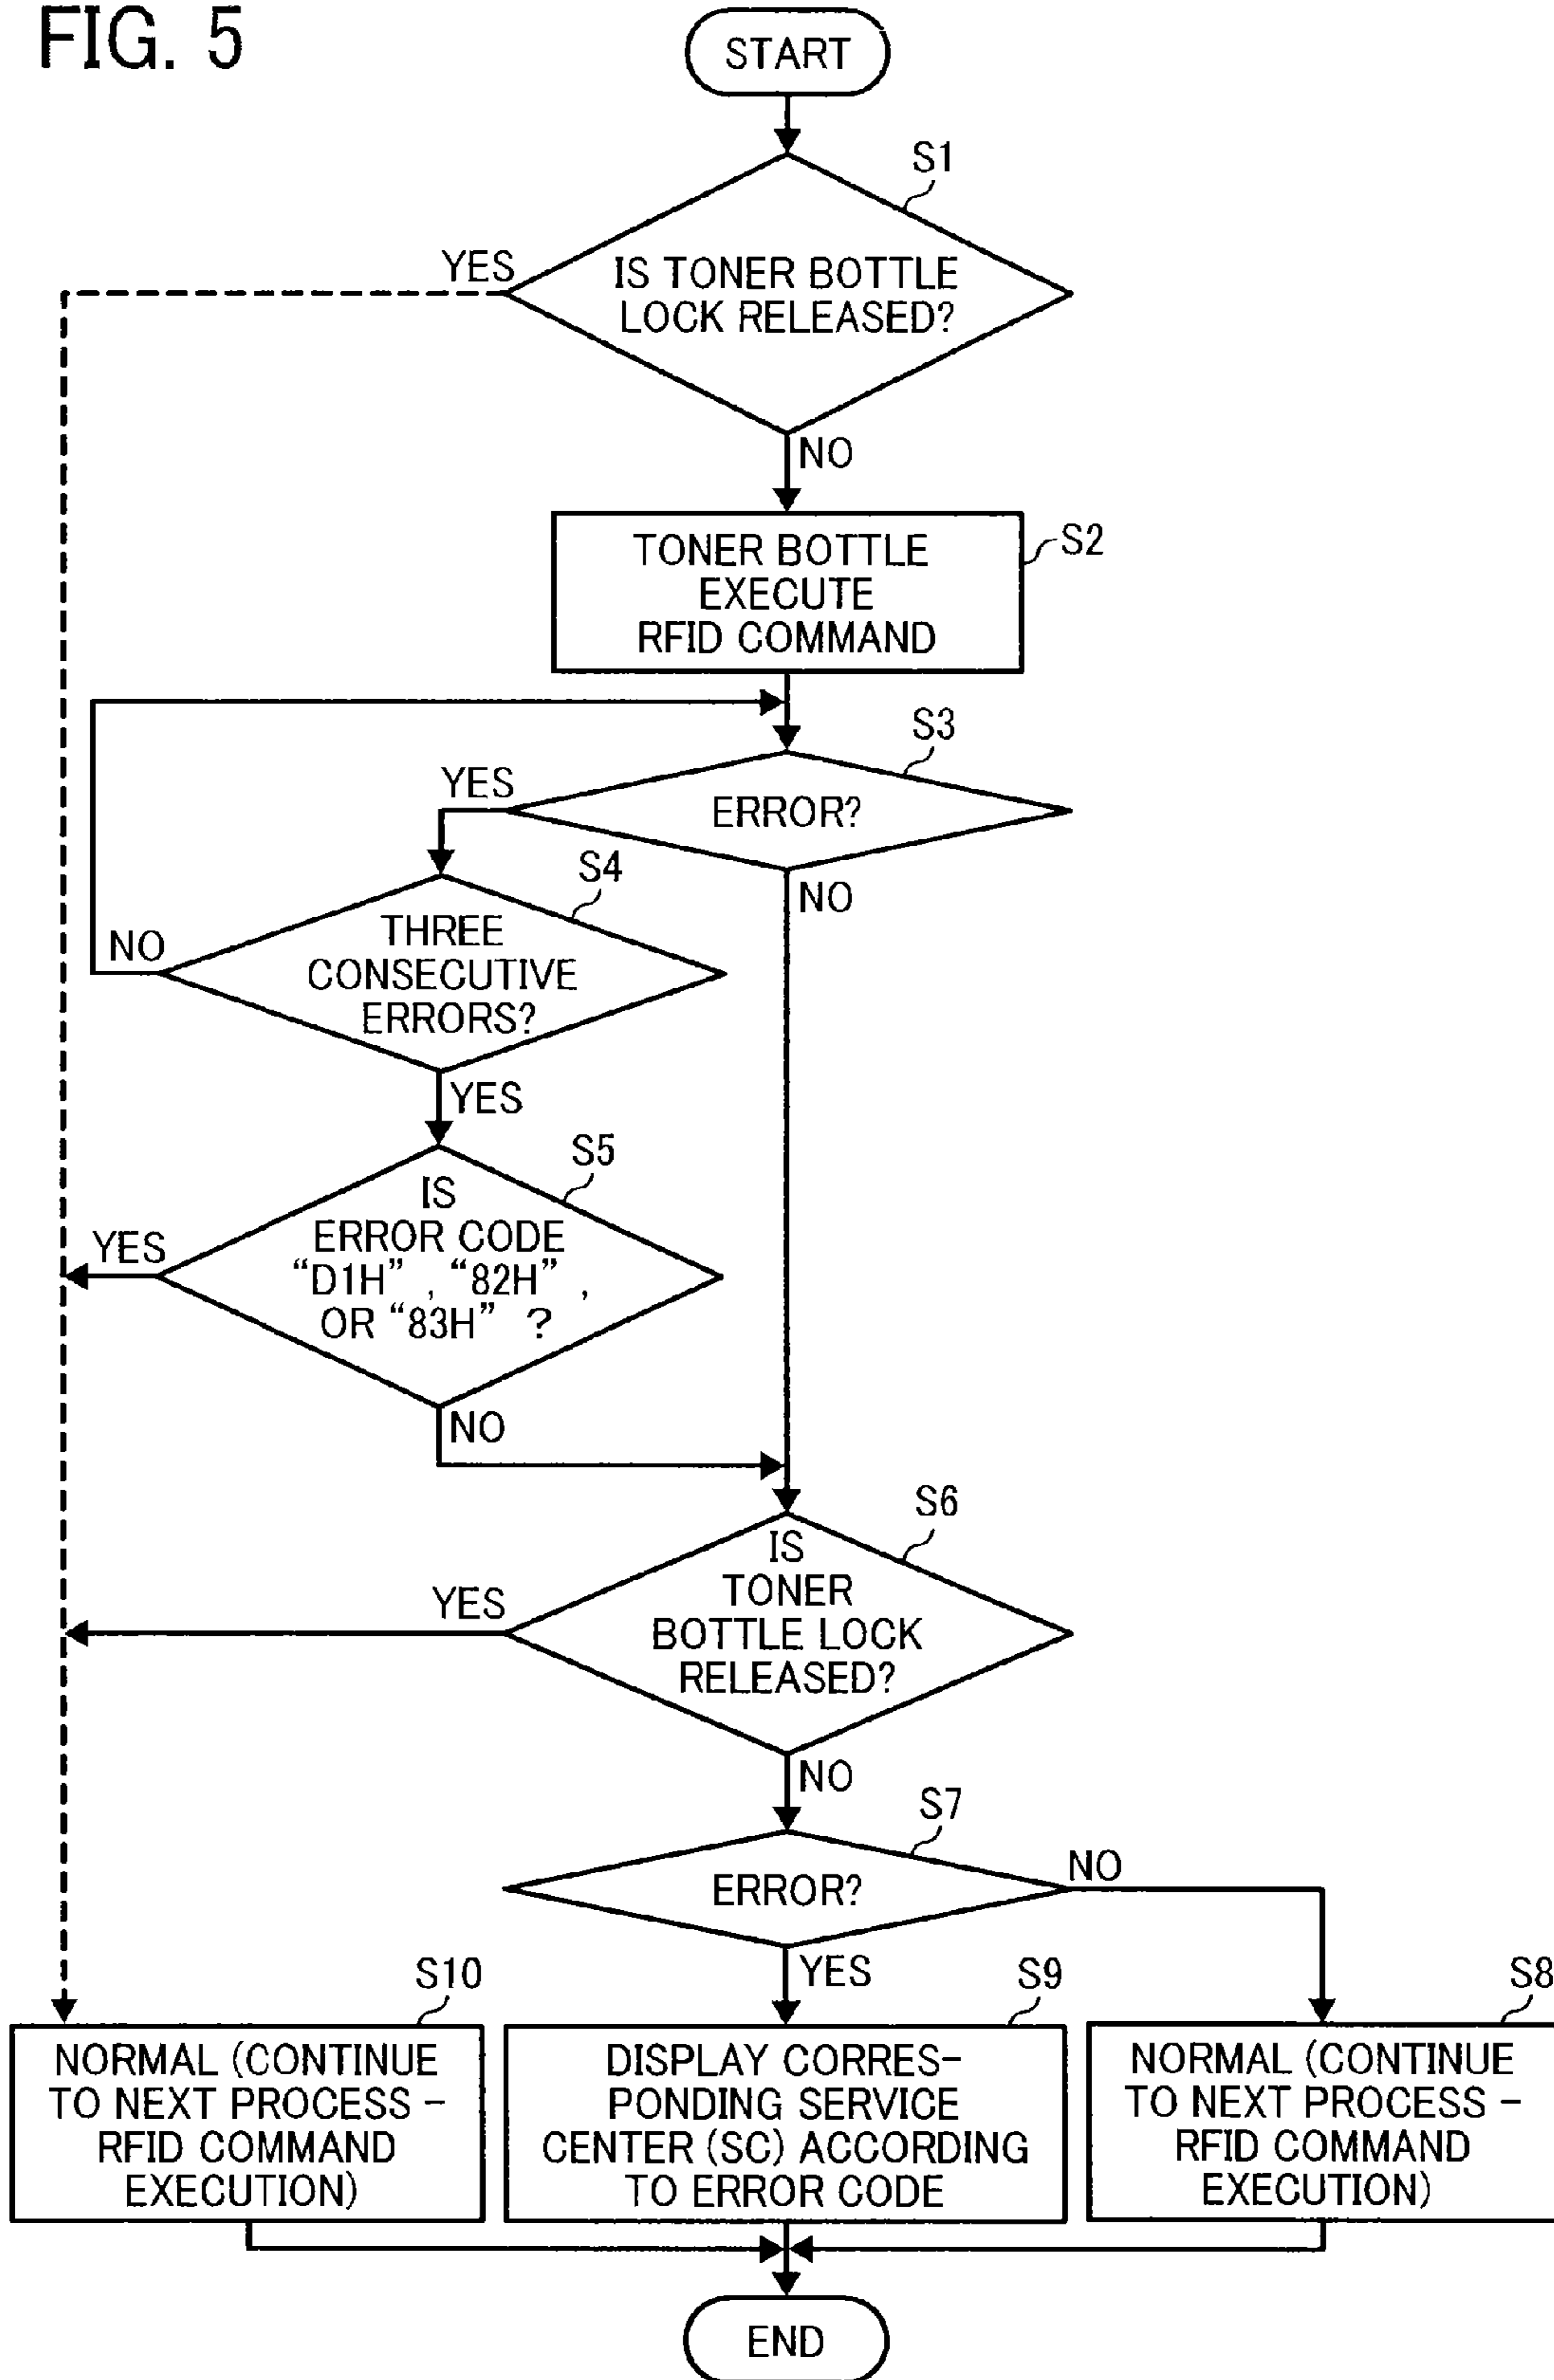 FIG. 5
START
S1
YES
IS TONER BOTTLE
LOCK RELEASED?
NO
TONER BOTTLE
EXECUTE
RFID COMMAND
S2
S3
YES
ERROR?
NO
S4
NO
THREE
CONSECUTIVE
ERRORS?
YES
S5
YES
IS
ERROR CODE
“D1H”, “82H”,
OR “83H” ?
NO
S6
YES
IS
TONER
BOTTLE LOCK
RELEASED?
NO
S7
ERROR?
NO
YES
S10
NORMAL (CONTINUE
TO NEXT PROCESS –
RFID COMMAND
EXECUTION)
S9
DISPLAY CORRES–
PONDING SERVICE
CENTER (SC) ACCORDING
TO ERROR CODE
S8
NORMAL (CONTINUE
TO NEXT PROCESS –
RFID COMMAND
EXECUTION)
END